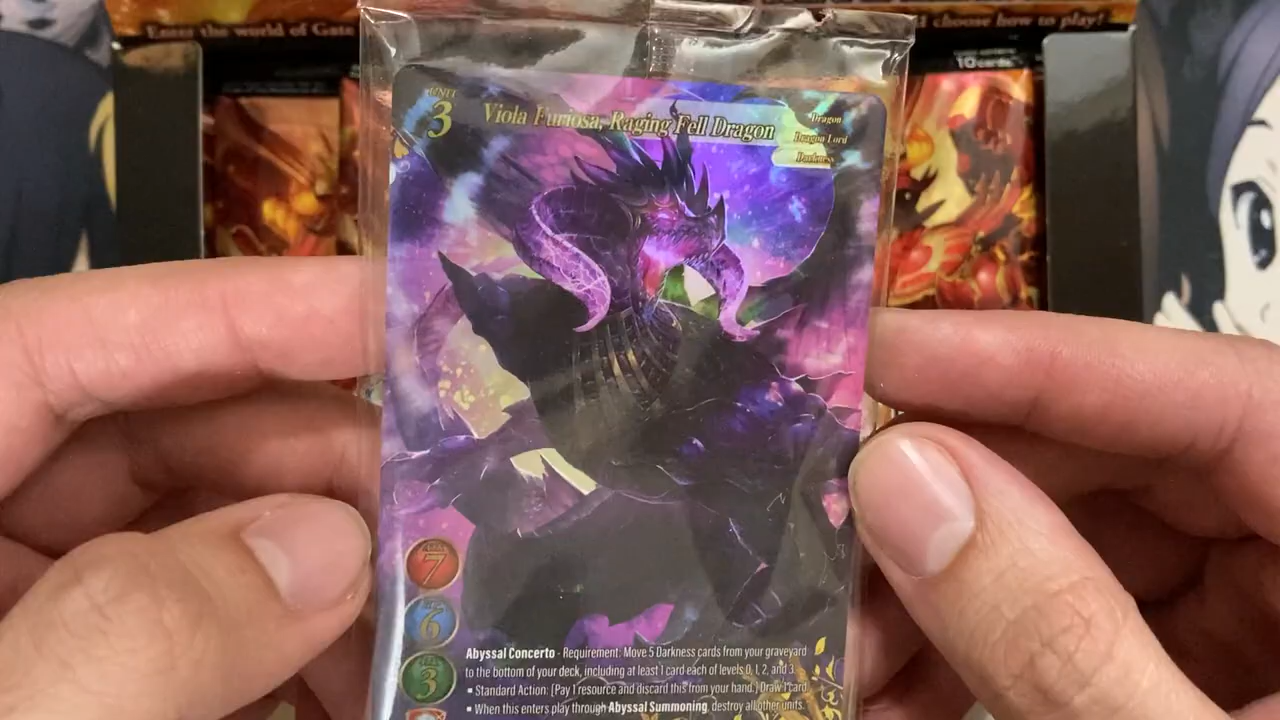 Enter the world of Gate
I choose how to play!
10 cards
UNIT
3
Viola Furiosa, Raging Fell Dragon
Dragon
Dragon Lord
Darkness
7
6
3
Abyssal Concerto - Requirement: Move 5 Darkness cards from your graveyard
to the bottom of your deck, including at least 1 card each of levels 0, 1, 2, and 3.
▪ Standard Action: [Pay 1 resource and discard this from your hand.] Draw 1 card
▪ When this enters play through Abyssal Summoning, destroy all other units.